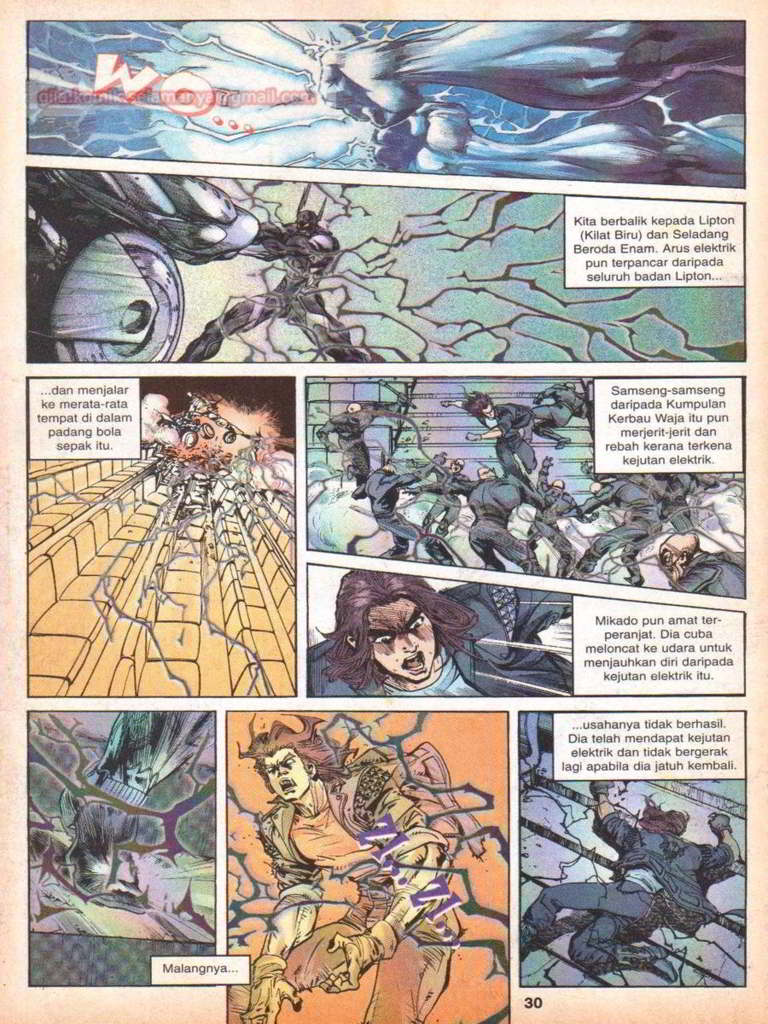 WO...
gilakomikselamanya@gmail.com
Kita berbalik kepada Lipton
(Kilat Biru) dan Seladang
Beroda Enam. Arus elektrik
pun terpancar daripada
seluruh badan Lipton...
...dan menjalar
ke merata-rata
tempat di dalam
padang bola
sepak itu.
Samseng-samseng
daripada Kumpulan
Kerbau Waja itu pun
merjerit-jerit dan
rebah kerana terkena
kejutan elektrik.
Mikado pun amat ter-
peranjat. Dia cuba
meloncat ke udara untuk
menjauhkan diri daripada
kejutan elektrik itu.
Malangnya...
Z...Z...Z...
...usahanya tidak berhasil.
Dia telah mendapat kejutan
elektrik dan tidak bergerak
lagi apabila dia jatuh kembali.
30